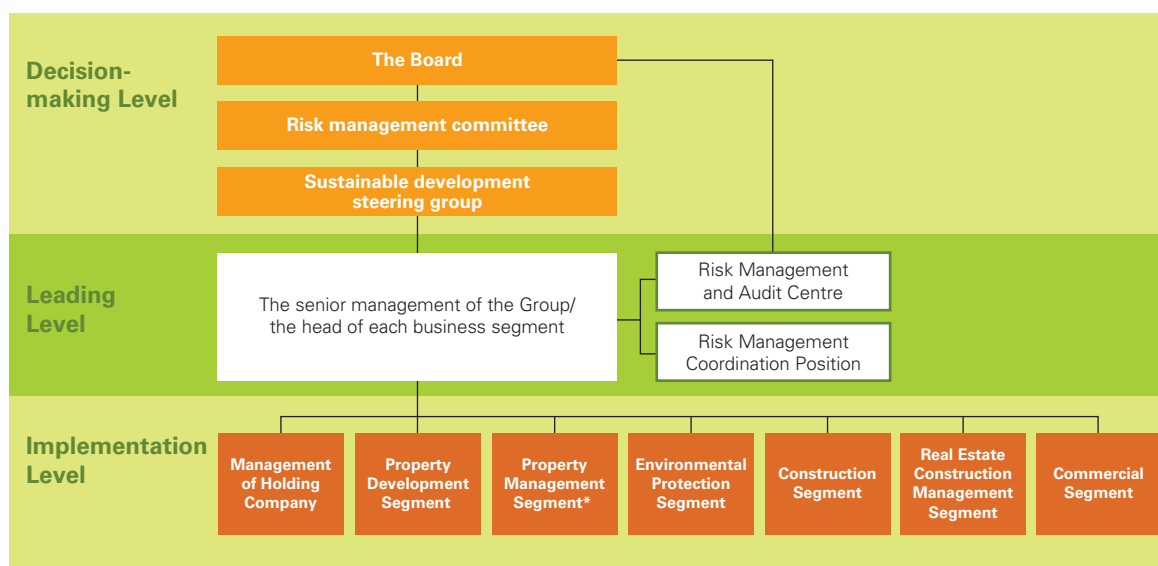 Decision-
making Level
The Board
Risk management committee
Sustainable development
steering group
Leading
Level
The senior management of the Group/
the head of each business segment
Risk Management
and Audit Centre
Risk Management
Coordination Position
Implementation
Level
Management
of Holding
Company
Property
Development
Segment
Property
Management
Segment*
Environmental
Protection
Segment
Construction
Segment
Real Estate
Construction
Management
Segment
Commercial
Segment